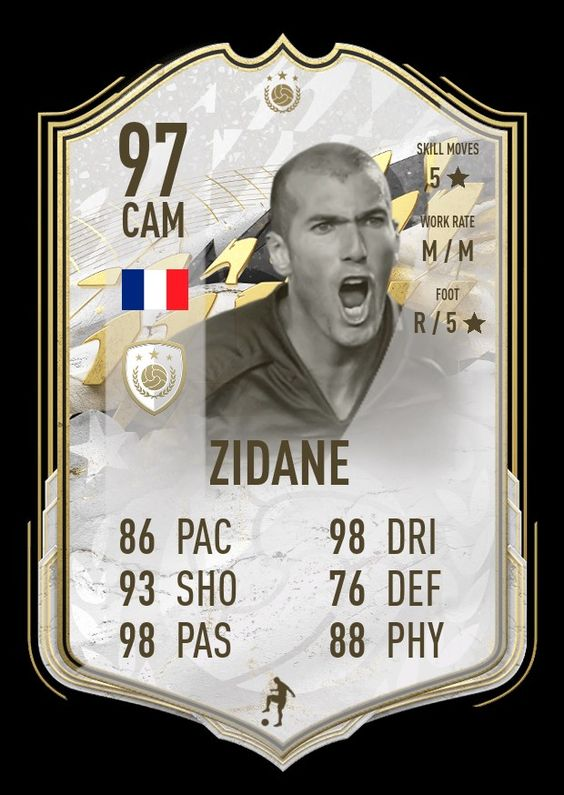 97
CAM
SKILL MOVES
5 ★
WORK RATE
M / M
FOOT
R / 5 ★
ZIDANE
86 PAC
98 DRI
93 SHO
76 DEF
98 PAS
88 PHY